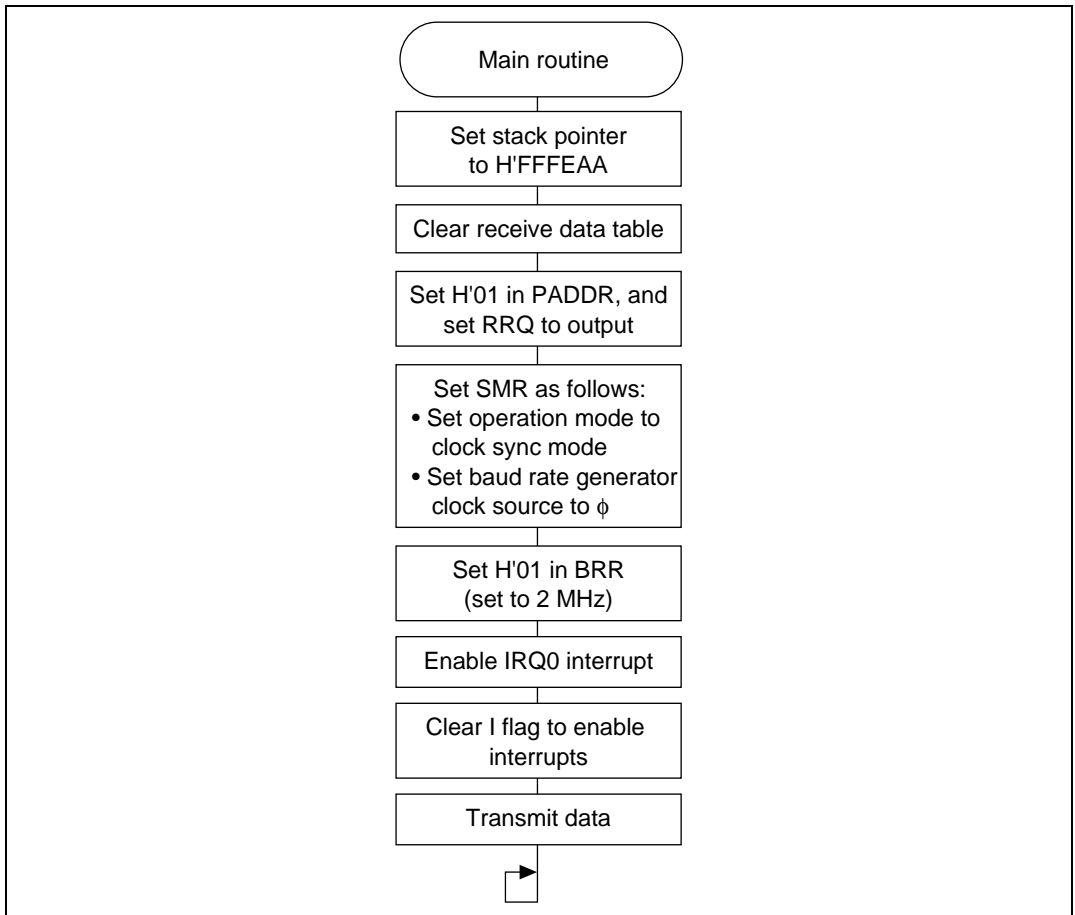 Main routine
Set stack pointer
to H'FFFEAA
Clear receive data table
Set H'01 in PADDR, and
set RRQ to output
Set SMR as follows:
• Set operation mode to
clock sync mode
• Set baud rate generator
clock source to ϕ
Set H'01 in BRR
(set to 2 MHz)
Enable IRQ0 interrupt
Clear I flag to enable
interrupts
Transmit data